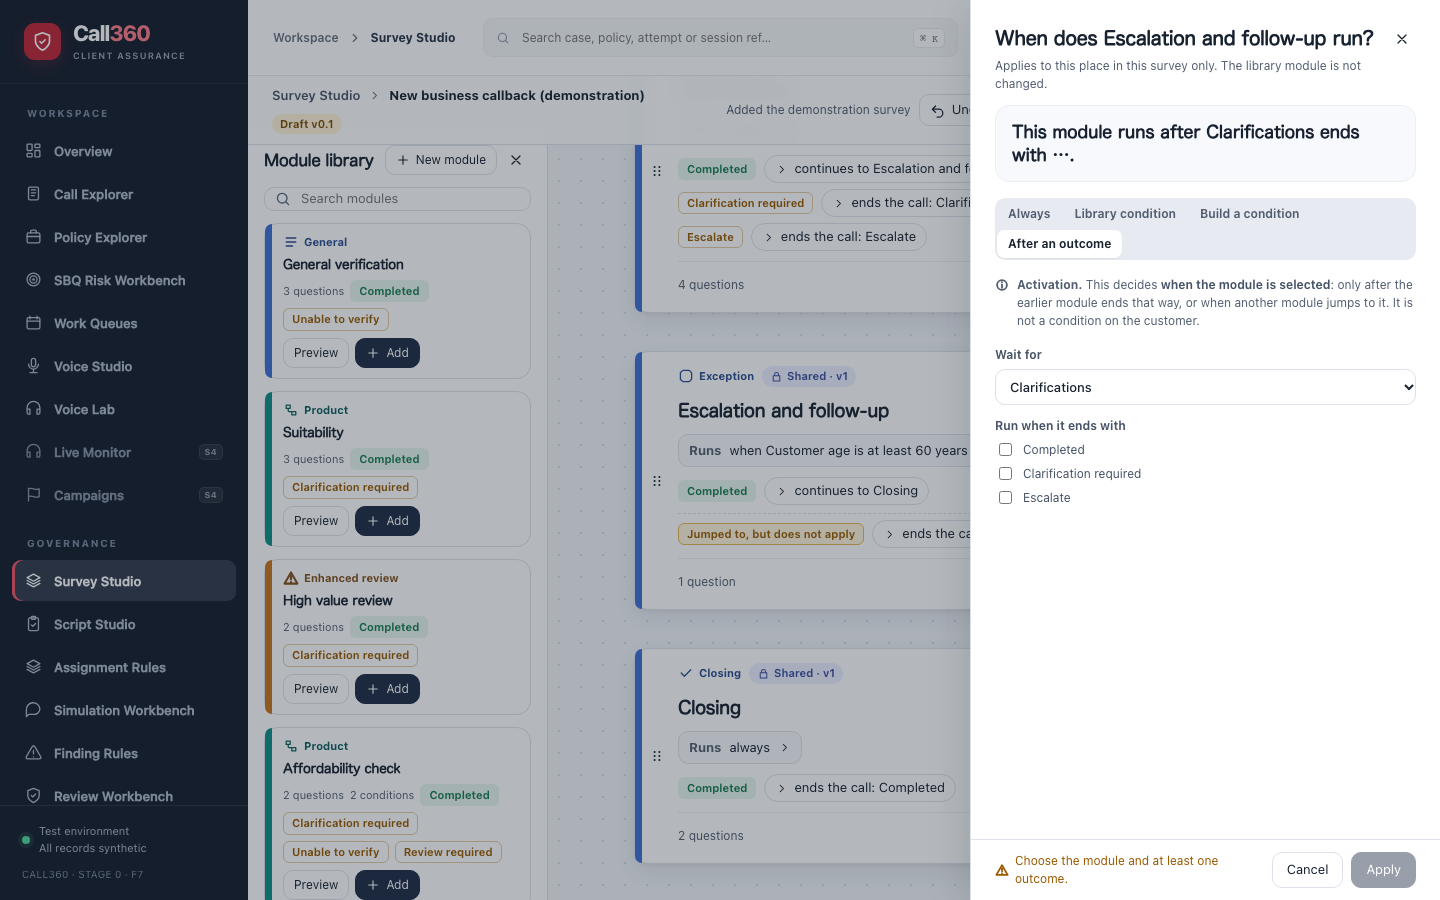 Call360
CLIENT ASSURANCE
WORKSPACE
Overview
Call Explorer
Policy Explorer
SBQ Risk Workbench
Work Queues
Voice Studio
Voice Lab
Live Monitor S4
Campaigns S4
GOVERNANCE
Survey Studio
Script Studio
Assignment Rules
Simulation Workbench
Finding Rules
Review Workbench
Test environment
All records synthetic
CALL360 · STAGE 0 · F7
Workspace > Survey Studio
Search case, policy, attempt or session ref...
⌘ K
Survey Studio > New business callback (demonstration)
Draft v0.1
Added the demonstration survey
Module library
+ New module
Search modules
General
General verification
3 questions Completed
Unable to verify
Preview + Add
Product
Suitability
3 questions Completed
Clarification required
Preview + Add
Enhanced review
High value review
2 questions Completed
Clarification required
Preview + Add
Product
Affordability check
2 questions 2 conditions Completed
Clarification required
Unable to verify Review required
Preview + Add
Completed > continues to Escalation and
Clarification required > ends the call:
Escalate > ends the call: Escalate
4 questions
Exception Shared · v1
Escalation and follow-up
Runs when Customer age is at least 60 years
Completed > continues to Closing
Jumped to, but does not apply > ends the
1 question
Closing Shared · v1
Closing
Runs always >
Completed > ends the call: Completed
2 questions
When does Escalation and follow-up run?
Applies to this place in this survey only. The library module is not
changed.
This module runs after Clarifications ends
with ⋯.
Always Library condition Build a condition
After an outcome
Activation. This decides when the module is selected: only after the
earlier module ends that way, or when another module jumps to it. It is
not a condition on the customer.
Wait for
Clarifications
Run when it ends with
Completed
Clarification required
Escalate
Choose the module and at least one
outcome.
Cancel Apply